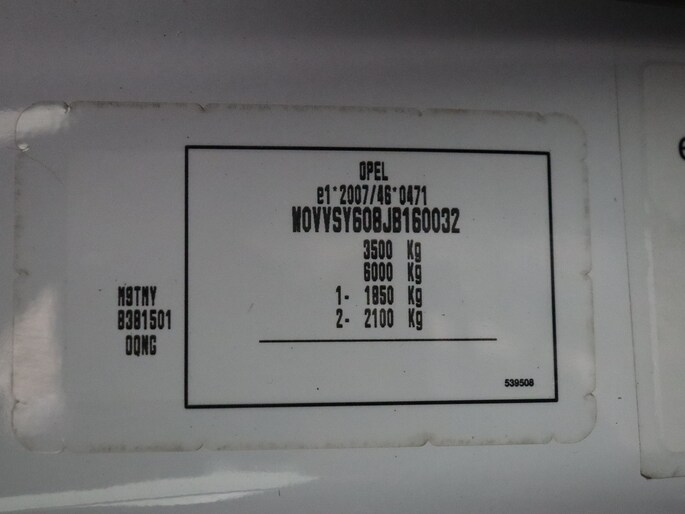 OPEL
e1*2007/46*0471
W0VVSY608JB160032
3500 Kg
6000 Kg
1- 1850 Kg
2- 2100 Kg
M9TMY
B381501
0QNG
539508
e